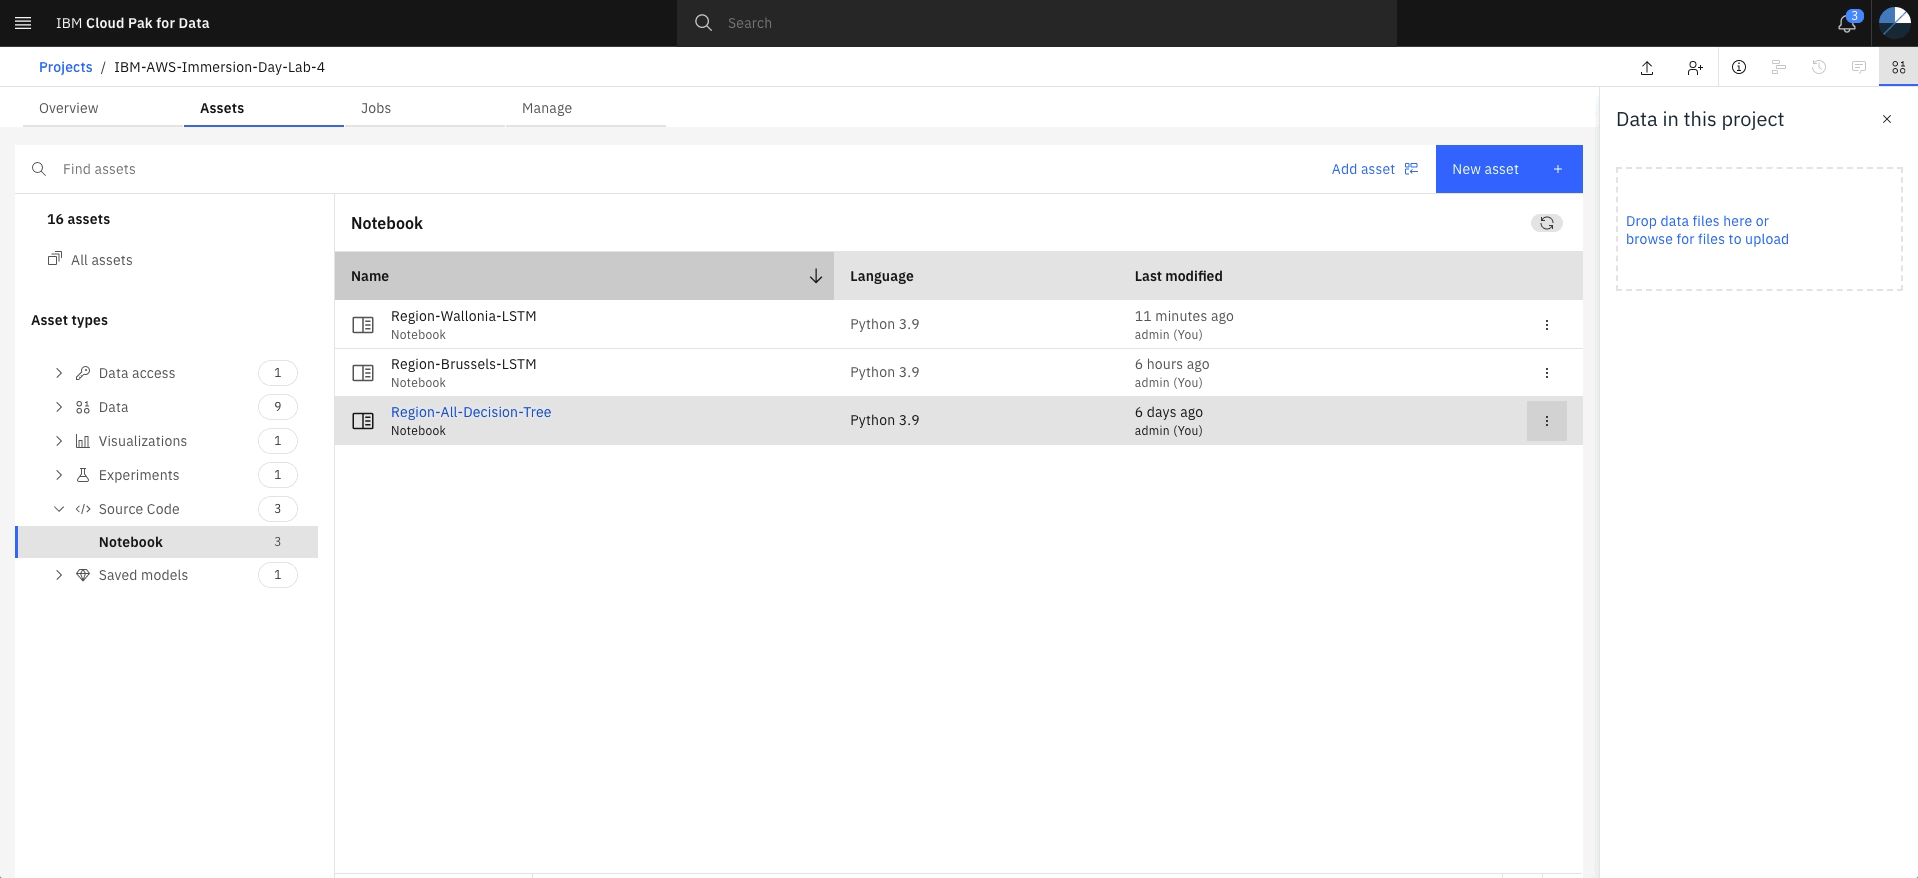 IBM Cloud Pak for Data
Search
3
Projects / IBM-AWS-Immersion-Day-Lab-4
Overview
Assets
Jobs
Manage
Data in this project
Find assets
Add asset
New asset +
Drop data files here or
browse for files to upload
16 assets
All assets
Asset types
Data access 1
Data 9
Visualizations 1
Experiments 1
Source Code 3
Notebook 3
Saved models 1
Notebook
Name Language Last modified
Region-Wallonia-LSTM
Notebook
Python 3.9
11 minutes ago
admin (You)
Region-Brussels-LSTM
Notebook
Python 3.9
6 hours ago
admin (You)
Region-All-Decision-Tree
Notebook
Python 3.9
6 days ago
admin (You)